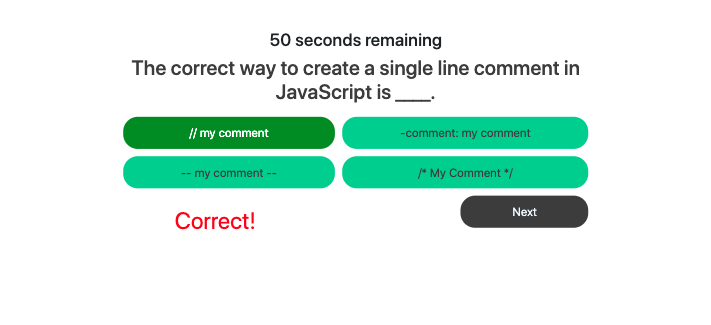 50 seconds remaining
The correct way to create a single line comment in
JavaScript is ____.
// my comment
-comment: my comment
-- my comment --
/* My Comment */
Correct!
Next